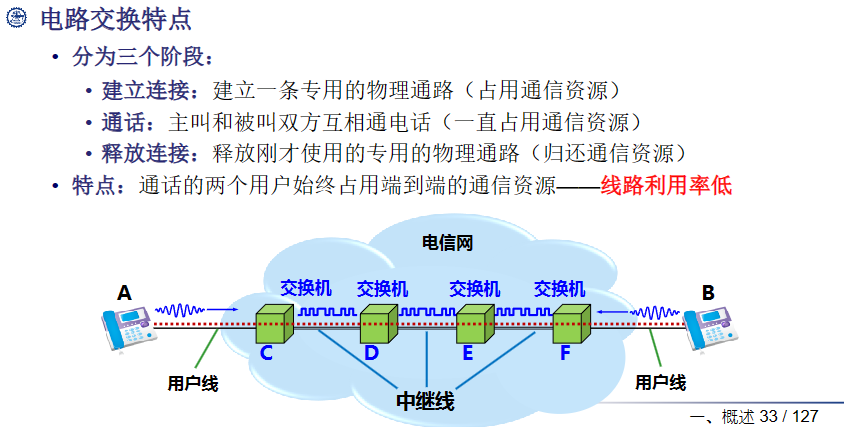 电路交换特点
• 分为三个阶段：
• 建立连接：建立一条专用的物理通路（占用通信资源）
• 通话：主叫和被叫双方互相通电话（一直占用通信资源）
• 释放连接：释放刚才使用的专用的物理通路（归还通信资源）
• 特点：通话的两个用户始终占用端到端的通信资源——线路利用率低
电信网
A
交换机 交换机 交换机 交换机
B
C D E F
用户线
中继线
用户线
一、概述 33 / 127